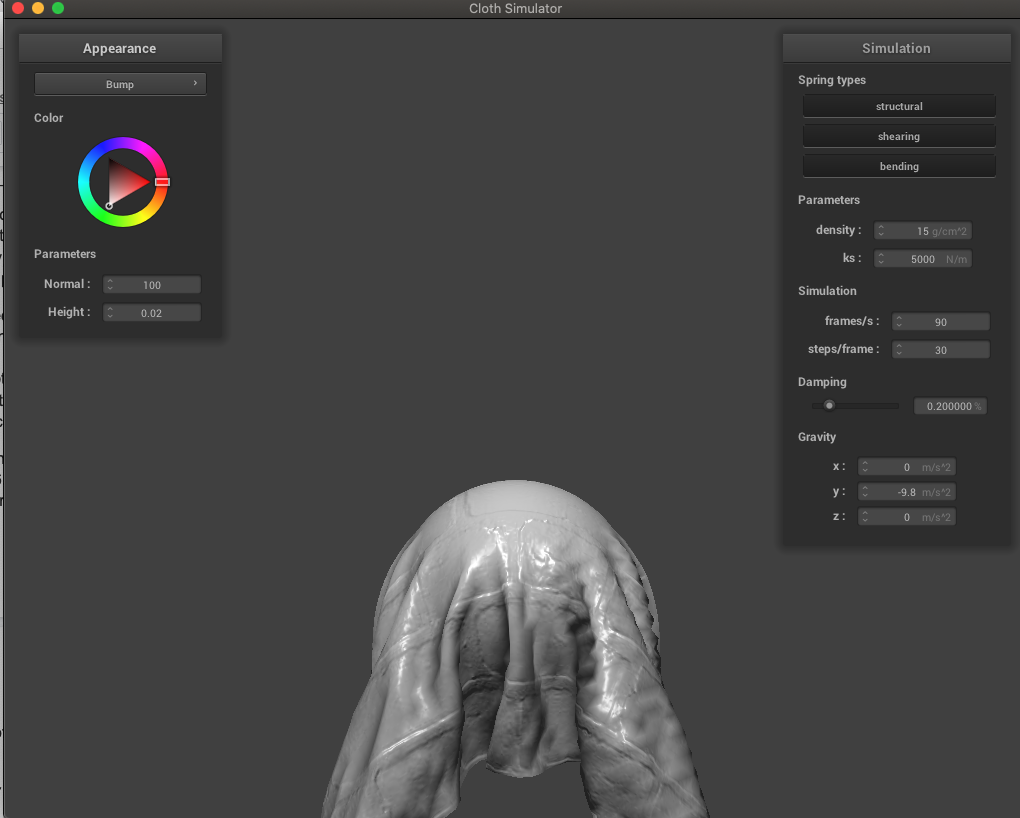 Cloth Simulator
Appearance
Bump
Color
Parameters
Normal : 100
Height : 0.02
Simulation
Spring types
structural
shearing
bending
Parameters
density : 15 g/cm^2
ks : 5000 N/m
Simulation
frames/s : 90
steps/frame : 30
Damping
0.200000 %
Gravity
x : 0 m/s^2
y : -9.8 m/s^2
z : 0 m/s^2